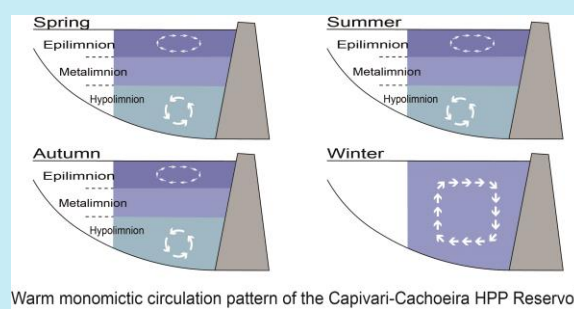 Spring
Epilimnion
Metalimnion
Hypolimnion
Summer
Epilimnion
Metalimnion
Hypolimnion
Autumn
Epilimnion
Metalimnion
Hypolimnion
Winter
Warm monomictic circulation pattern of the Capivari-Cachoeira HPP Reservo